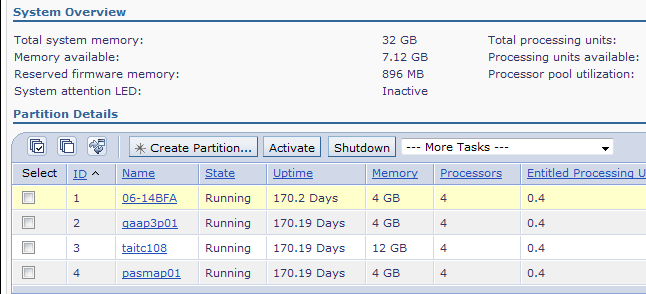 System Overview
Total system memory: 32 GB Total processing units:
Memory available: 7.12 GB Processing units available:
Reserved firmware memory: 896 MB Processor pool utilization:
System attention LED: Inactive
Partition Details
Create Partition... Activate Shutdown --- More Tasks ---
Select ID Name State Uptime Memory Processors Entitled Processing U
1 06-14BFA Running 170.2 Days 4 GB 4 0.4
2 qaap3p01 Running 170.19 Days 4 GB 4 0.4
3 taitc108 Running 170.19 Days 12 GB 4 0.4
4 pasmap01 Running 170.19 Days 4 GB 4 0.4